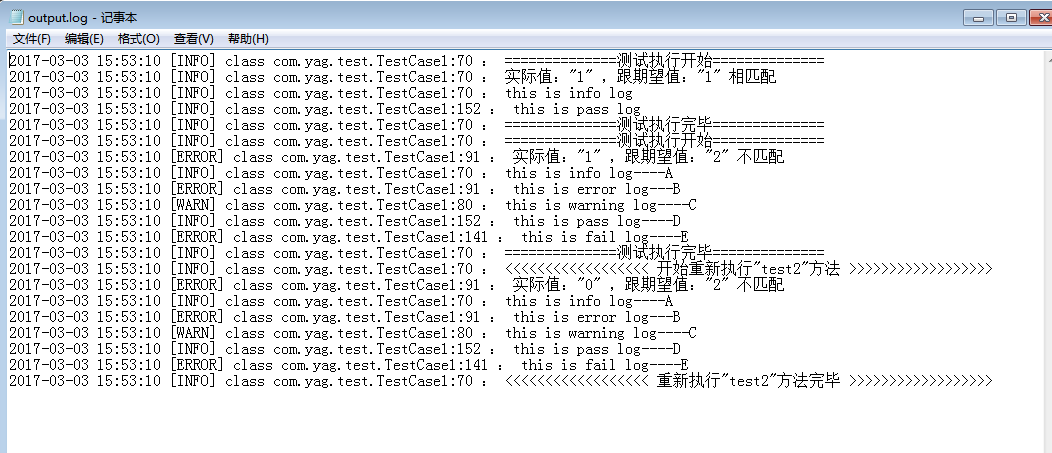 output.log - 记事本
文件(F) 编辑(E) 格式(O) 查看(V) 帮助(H)
2017-03-03 15:53:10 [INFO] class com.yag.test.TestCase1:70 : ==============测试执行开始==============
2017-03-03 15:53:10 [INFO] class com.yag.test.TestCase1:70 : 实际值："1" , 跟期望值："1" 相匹配
2017-03-03 15:53:10 [INFO] class com.yag.test.TestCase1:70 : this is info log
2017-03-03 15:53:10 [INFO] class com.yag.test.TestCase1:152 : this is pass log
2017-03-03 15:53:10 [INFO] class com.yag.test.TestCase1:70 : ==============测试执行完毕==============
2017-03-03 15:53:10 [INFO] class com.yag.test.TestCase1:70 : ==============测试执行开始==============
2017-03-03 15:53:10 [ERROR] class com.yag.test.TestCase1:91 : 实际值："1" , 跟期望值："2" 不匹配
2017-03-03 15:53:10 [INFO] class com.yag.test.TestCase1:70 : this is info log----A
2017-03-03 15:53:10 [ERROR] class com.yag.test.TestCase1:91 : this is error log---B
2017-03-03 15:53:10 [WARN] class com.yag.test.TestCase1:80 : this is warning log----C
2017-03-03 15:53:10 [INFO] class com.yag.test.TestCase1:152 : this is pass log----D
2017-03-03 15:53:10 [ERROR] class com.yag.test.TestCase1:141 : this is fail log----E
2017-03-03 15:53:10 [INFO] class com.yag.test.TestCase1:70 : ==============测试执行完毕==============
2017-03-03 15:53:10 [INFO] class com.yag.test.TestCase1:70 : <<<<<<<<<<<<<<<<<< 开始重新执行"test2"方法 >>>>>>>>>>>>>>>>>>
2017-03-03 15:53:10 [ERROR] class com.yag.test.TestCase1:91 : 实际值："0" , 跟期望值："2" 不匹配
2017-03-03 15:53:10 [INFO] class com.yag.test.TestCase1:70 : this is info log----A
2017-03-03 15:53:10 [ERROR] class com.yag.test.TestCase1:91 : this is error log---B
2017-03-03 15:53:10 [WARN] class com.yag.test.TestCase1:80 : this is warning log----C
2017-03-03 15:53:10 [INFO] class com.yag.test.TestCase1:152 : this is pass log----D
2017-03-03 15:53:10 [ERROR] class com.yag.test.TestCase1:141 : this is fail log----E
2017-03-03 15:53:10 [INFO] class com.yag.test.TestCase1:70 : <<<<<<<<<<<<<<<<<< 重新执行"test2"方法完毕 >>>>>>>>>>>>>>>>>>